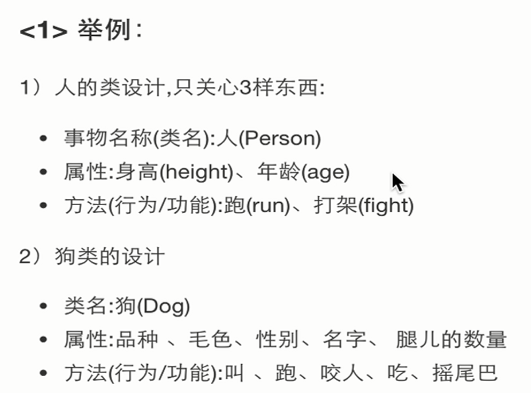 <1> 举例：
1）人的类设计,只关心3样东西:
• 事物名称(类名):人(Person)
• 属性:身高(height)、年龄(age)
• 方法(行为/功能):跑(run)、打架(fight)
2）狗类的设计
• 类名:狗(Dog)
• 属性:品种 、毛色、性别、名字、 腿儿的数量
• 方法(行为/功能):叫 、跑、咬人、吃、摇尾巴